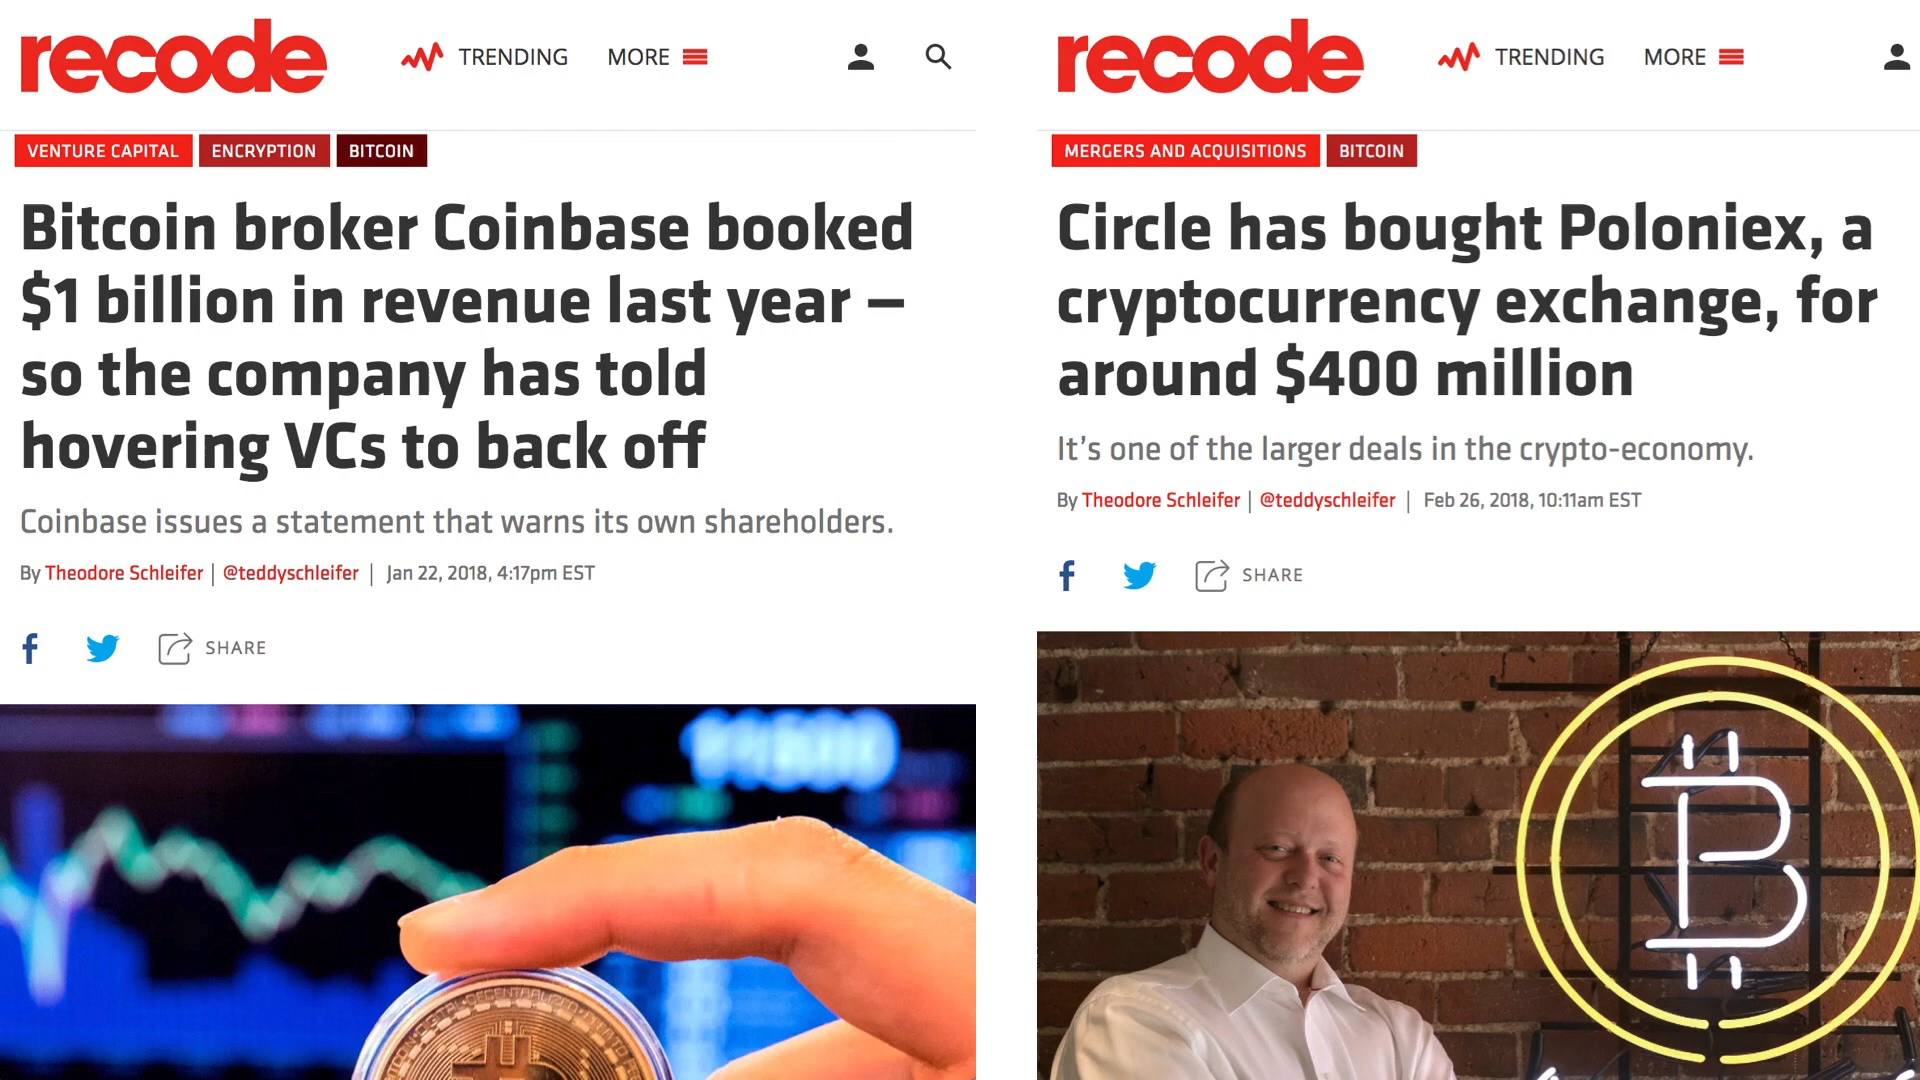 recode
TRENDING
MORE
VENTURE CAPITAL
ENCRYPTION
BITCOIN
Bitcoin broker Coinbase booked
$1 billion in revenue last year —
so the company has told
hovering VCs to back off
Coinbase issues a statement that warns its own shareholders.
By Theodore Schleifer | @teddyschleifer | Jan 22, 2018, 4:17pm EST
SHARE
DECENTRALIZED
recode
TRENDING
MORE
MERGERS AND ACQUISITIONS
BITCOIN
Circle has bought Poloniex, a
cryptocurrency exchange, for
around $400 million
It's one of the larger deals in the crypto-economy.
By Theodore Schleifer | @teddyschleifer | Feb 26, 2018, 10:11am EST
SHARE